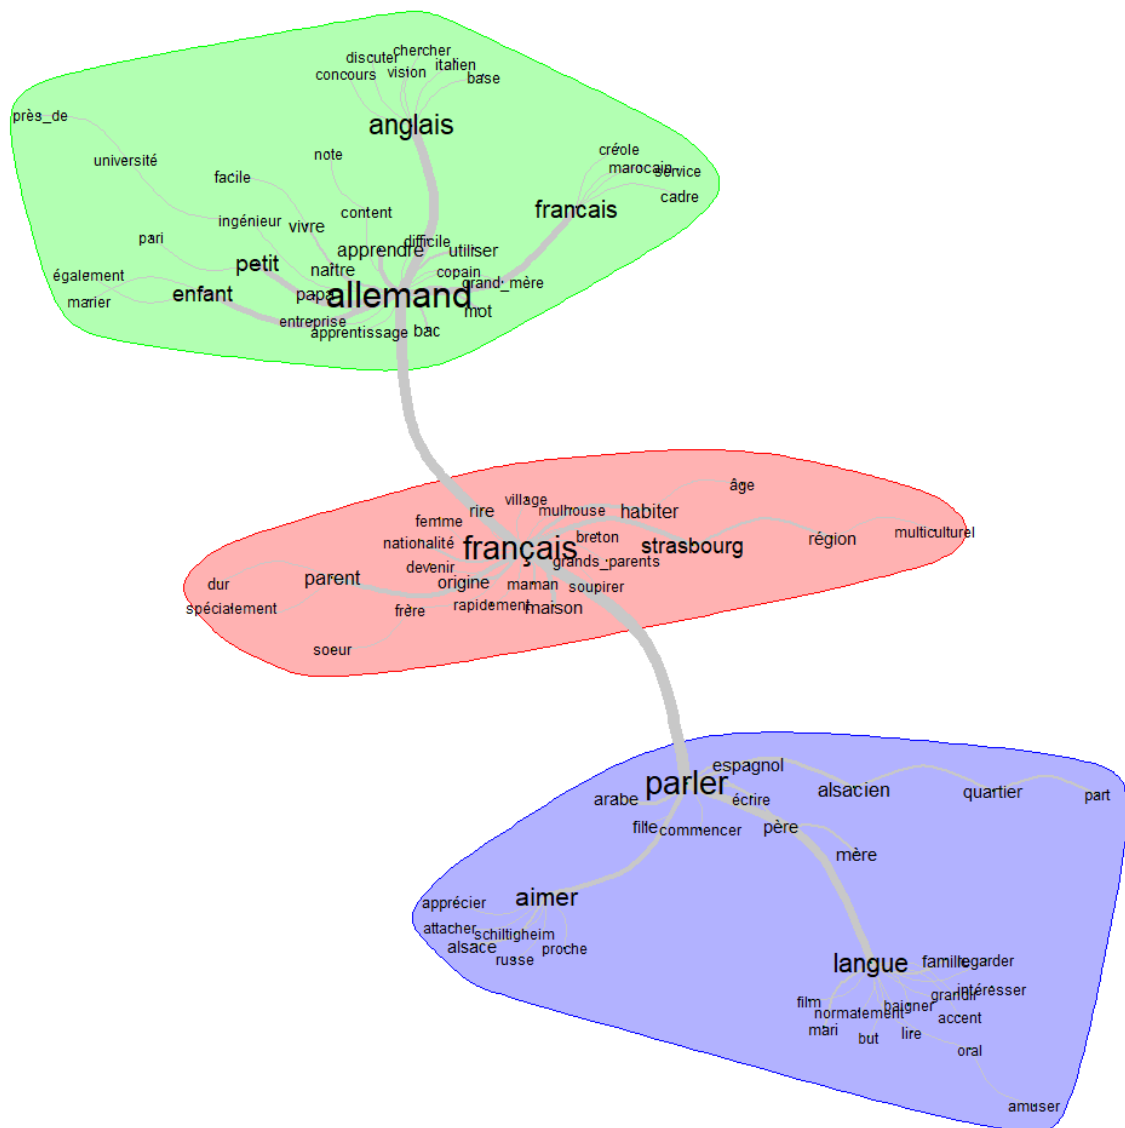 chercher
discuter
italien
concours
vision
base
près_de
anglais
créole
note
université
marocain
service
facile
cadre
francais
content
ingénieur
vivre
pari
difficile
apprendre
utiliser
petit
naître
copain
également
grand_mère
enfant
papa
allemand
marier
mot
entreprise
apprentissage
bac
âge
village
rire
mulhouse
habiter
femme
multiculturel
breton
région
nationalité
français
strasbourg
grands_parents
devenir
dur
parent
origine
maman
soupirer
spécialement
frère
rapidement
maison
soeur
espagnol
parler
alsacien
quartier
part
arabe
écrire
fille
commencer
père
mère
aimer
apprécier
attacher
schiltigheim
alsace
proche
russe
langue
famille
regarder
intéresser
grandir
film
baigner
normalement
accent
mari
but
lire
oral
amuser